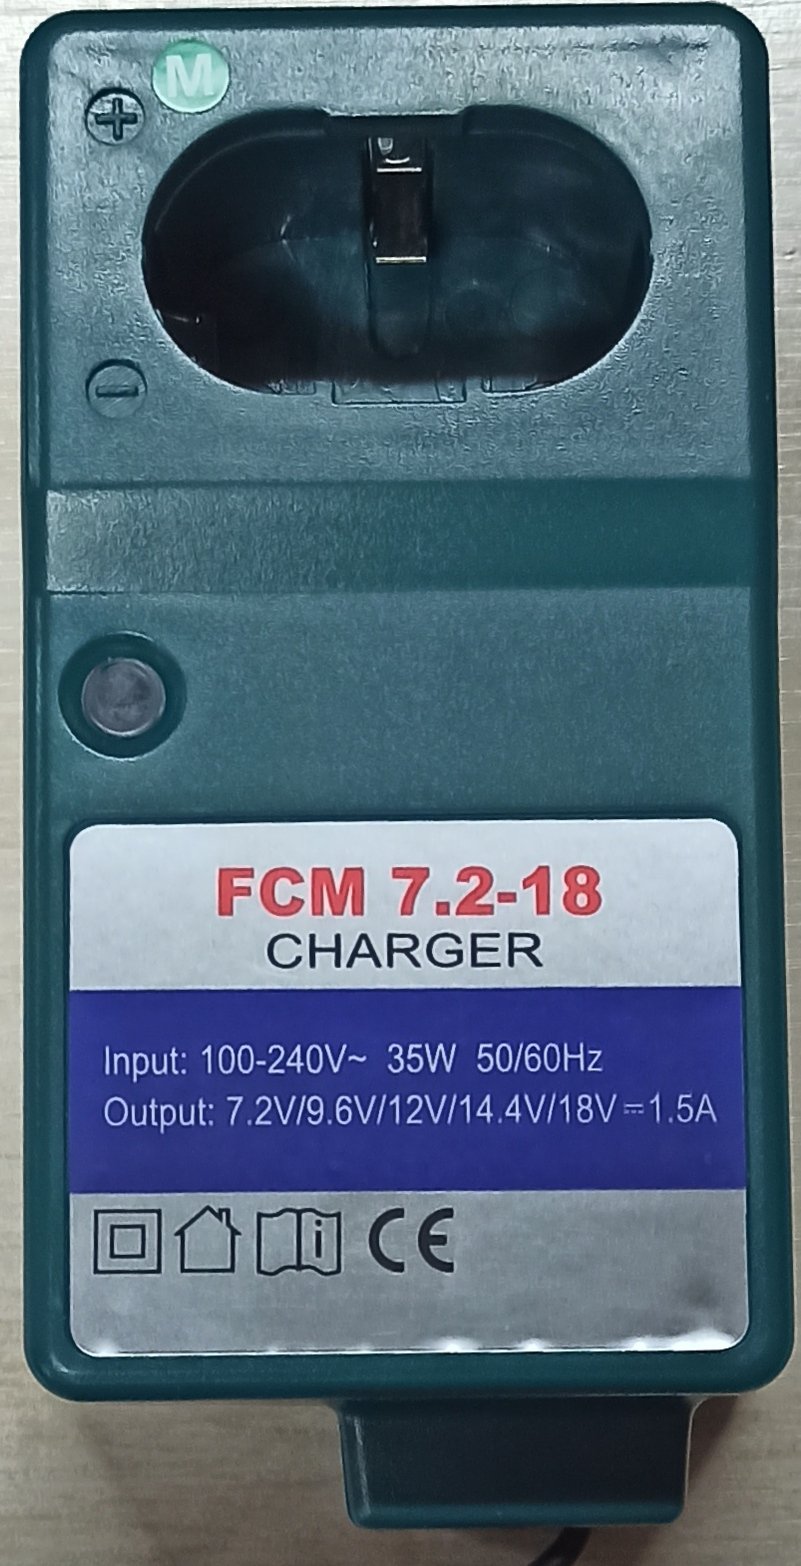 M
+
-
FCM 7.2-18
CHARGER
Input: 100-240V~ 35W 50/60Hz
Output: 7.2V/9.6V/12V/14.4V/18V⎓1.5A
i
CE